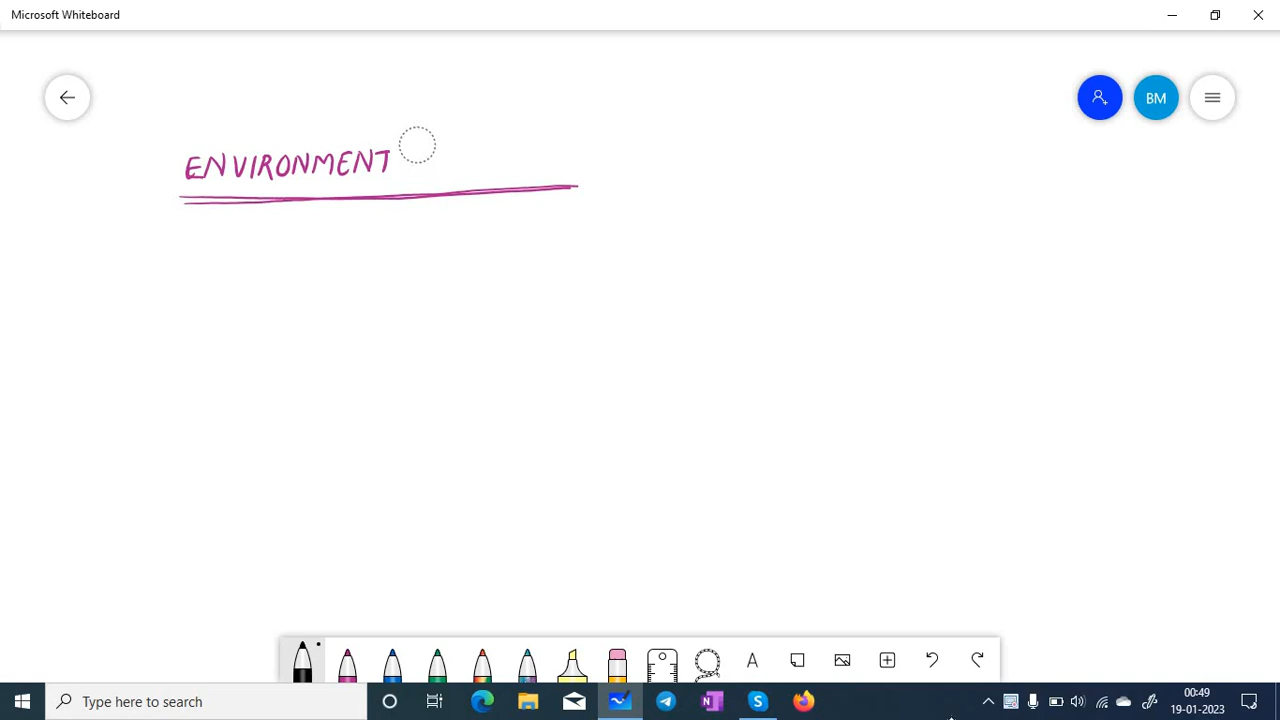 Microsoft Whiteboard
BM
ENVIRONMENT
A
Type here to search
N
S
00:49
19-01-2023